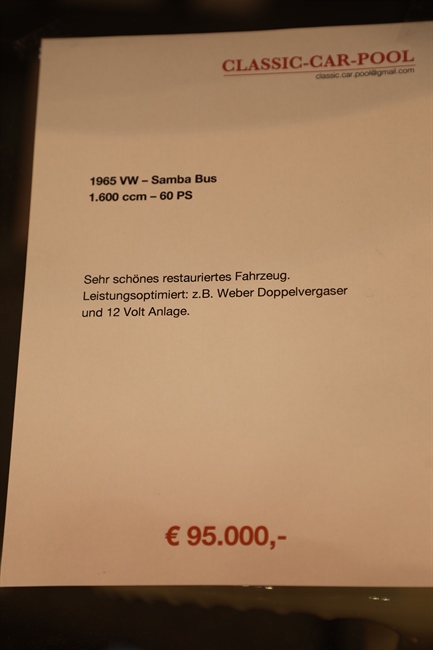 CLASSIC-CAR-POOL
classic.car.pool@gmail.com
1965 VW – Samba Bus
1.600 ccm – 60 PS
Sehr schönes restauriertes Fahrzeug.
Leistungsoptimiert: z.B. Weber Doppelvergaser
und 12 Volt Anlage.
€ 95.000,-